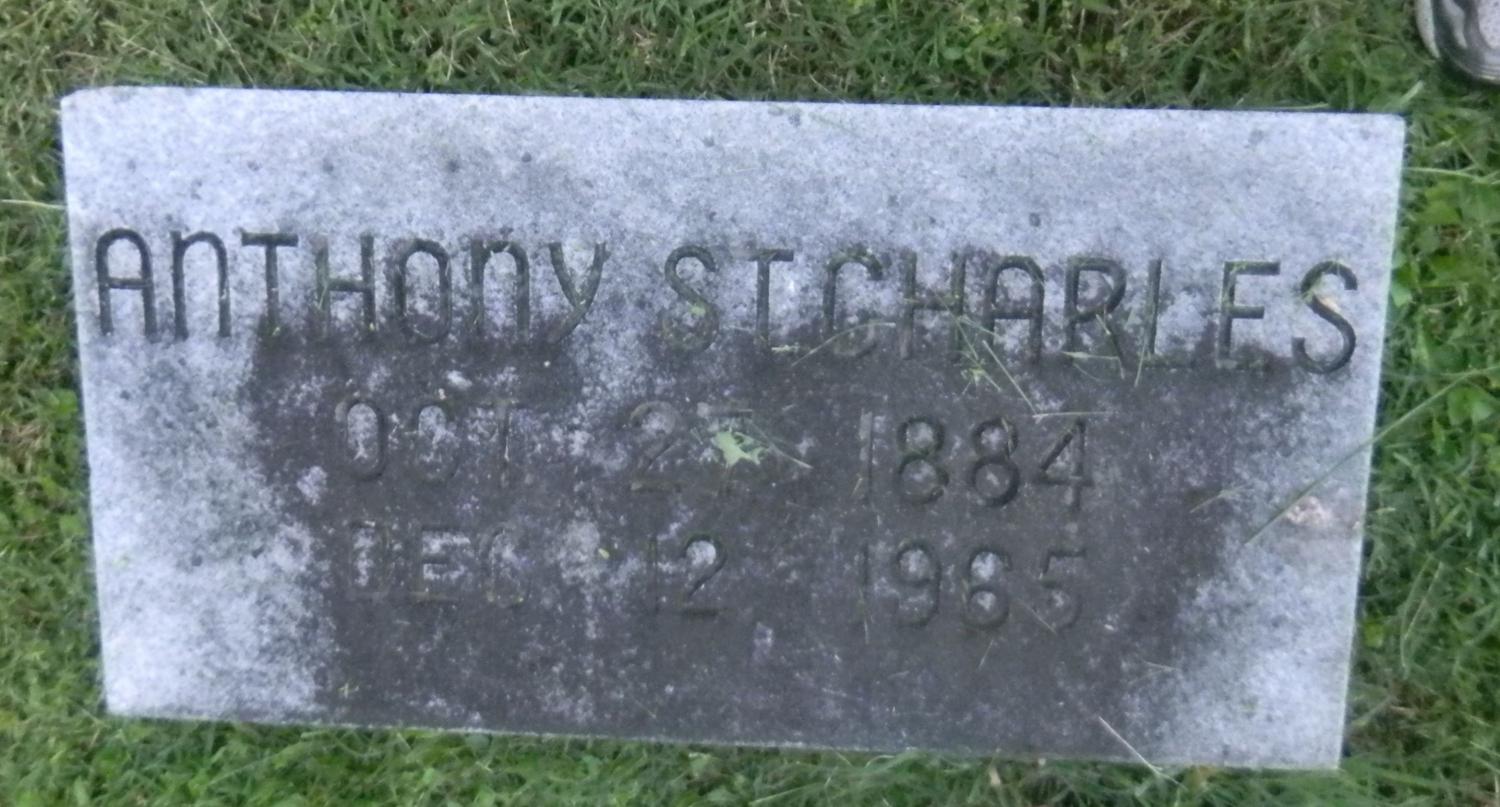 ANTHONY ST.CHARLES
OCT 1884
DEC 12 1965